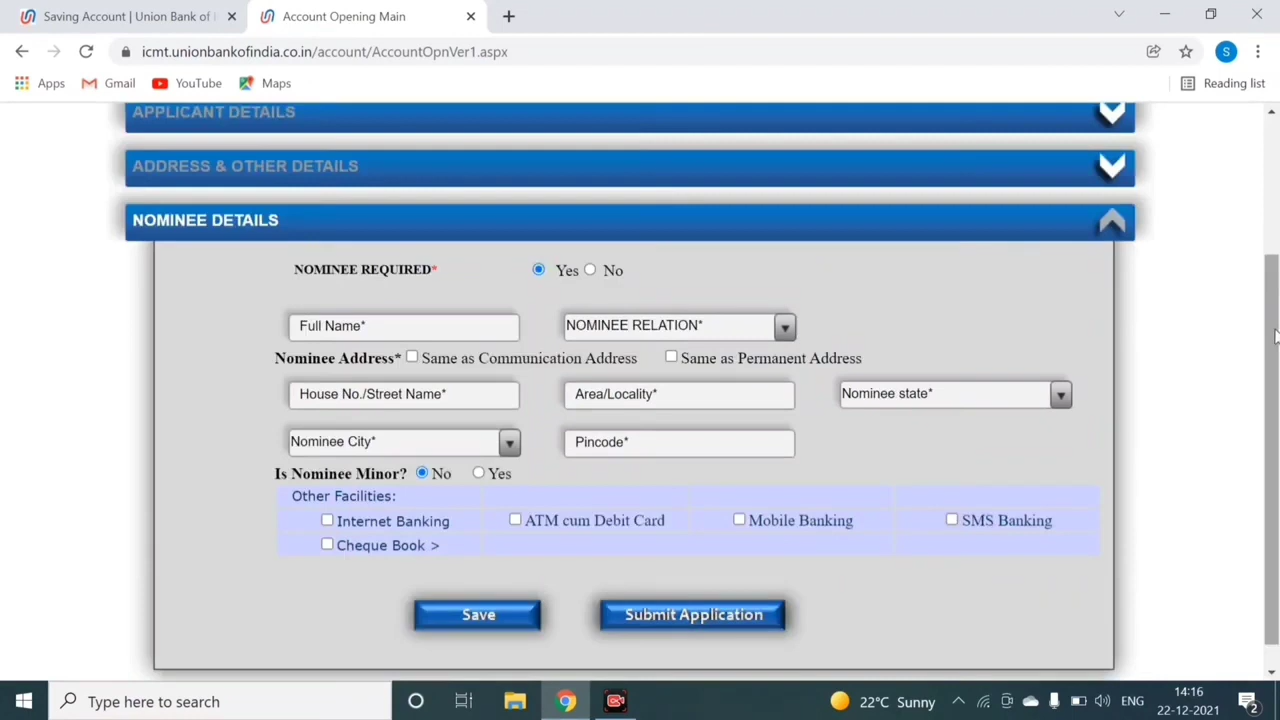 Saving Account | Union Bank of
Account Opening Main
icmt.unionbankofindia.co.in/account/AccountOpnVer1.aspx
S
Apps
Gmail
YouTube
Maps
Reading list
APPLICANT DETAILS
ADDRESS & OTHER DETAILS
NOMINEE DETAILS
NOMINEE REQUIRED*
Yes
No
Full Name*
NOMINEE RELATION*
Nominee Address*
Same as Communication Address
Same as Permanent Address
House No./Street Name*
Area/Locality*
Nominee state*
Nominee City*
Pincode*
Is Nominee Minor?
No
Yes
Other Facilities:
Internet Banking
ATM cum Debit Card
Mobile Banking
SMS Banking
Cheque Book >
Save
Submit Application
Type here to search
22°C Sunny
ENG
14:16
22-12-2021
2